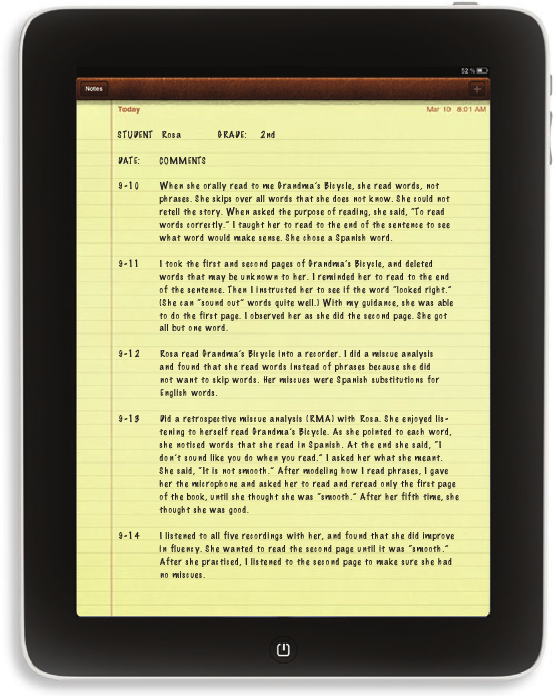 52 %
Notes
+
Today Mar 10 8:01 AM
STUDENT Rosa GRADE: 2nd
DATE: COMMENTS
9-10 When she orally read to me Grandma's Bicycle, she read words, not
phrases. She skips over all words that she does not know. She could not
retell the story. When asked the purpose of reading, she said, "To read
words correctly." I taught her to read to the end of the sentence to see
what word would make sense. She chose a Spanish word.
9-11 I took the first and second pages of Grandma's Bicycle, and deleted
words that may be unknown to her. I reminded her to read to the end
of the sentence. Then I instructed her to see if the word "looked right."
(She can "sound out" words quite well.) With my guidance, she was able
to do the first page. I observed her as she did the second page. She got
all but one word.
9-12 Rosa read Grandma's Bicycle into a recorder. I did a miscue analysis
and found that she read words instead of phrases because she did
not want to skip words. Her miscues were Spanish substitutions for
English words.
9-13 Did a retrospective miscue analysis (RMA) with Rosa. She enjoyed lis-
tening to herself read Grandma's Bicycle. As she pointed to each word,
she noticed words that she read in Spanish. At the end she said, "I
don't sound like you do when you read." I asked her what she meant.
She said, "It is not smooth." After modeling how I read phrases, I gave
her the microphone and asked her to read and reread only the first page
of the book, until she thought she was "smooth." After her fifth time, she
thought she was good.
9-14 I listened to all five recordings with her, and found that she did improve
in fluency. She wanted to read the second page until it was "smooth."
After she practised, I listened to the second page to make sure she had
no miscues.